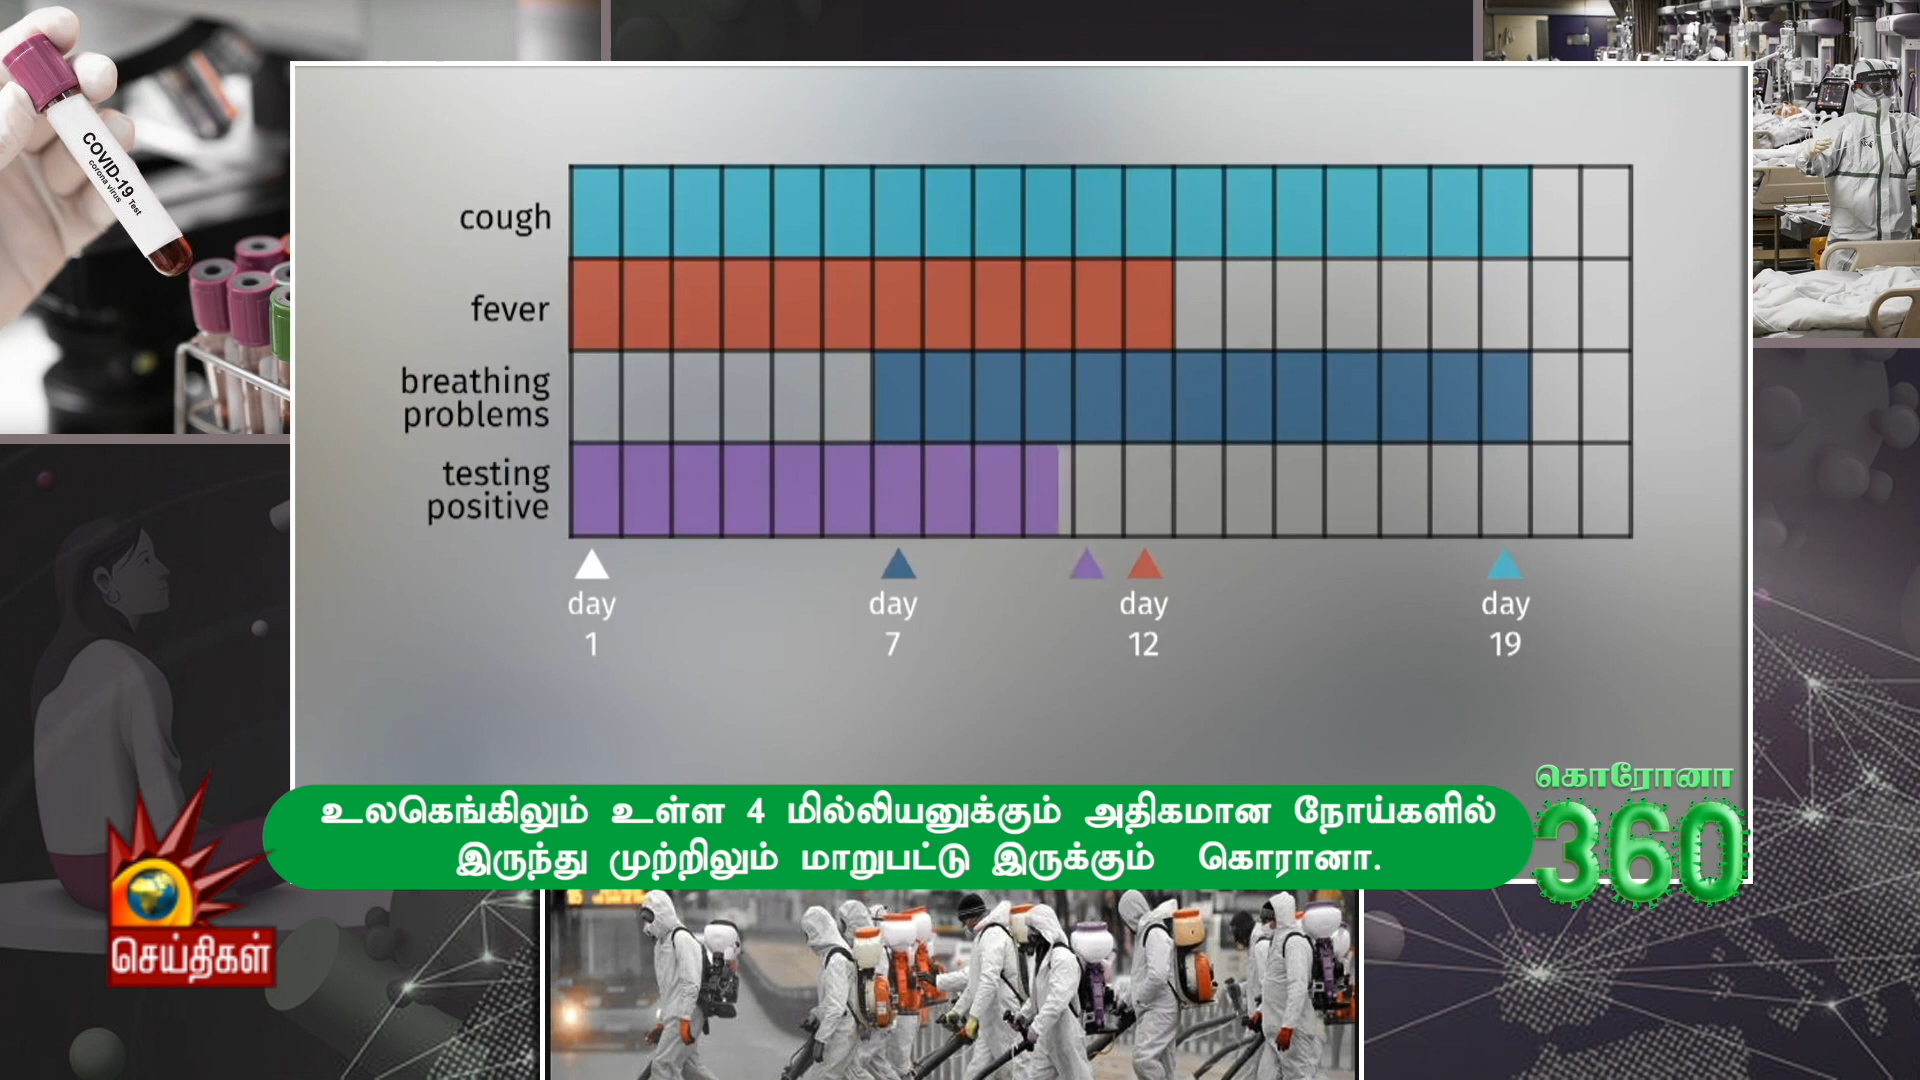 COVID-19 Test
corona virus
cough
fever
breathing
problems
testing
positive
day
1
day
7
day
12
day
19
கொரோனா
360
உலகெங்கிலும் உள்ள 4 மில்லியனுக்கும் அதிகமான நோய்களில்
இருந்து முற்றிலும் மாறுபட்டு இருக்கும் கொரானா.
செய்திகள்